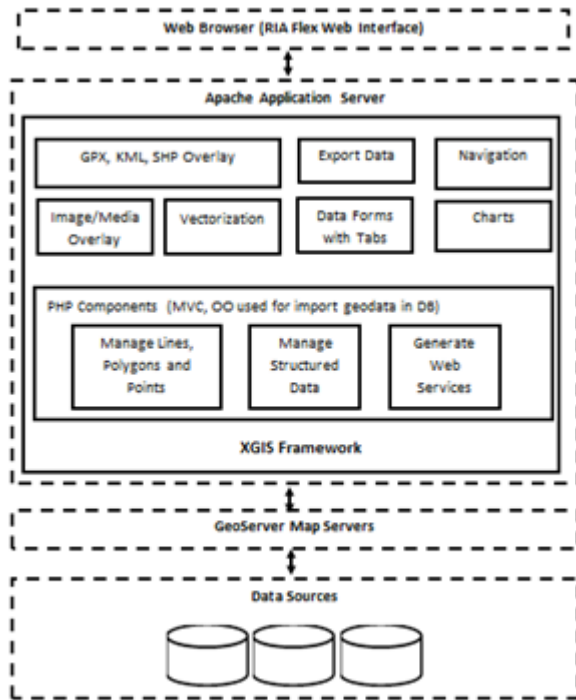 Web Browser (RIA Flex Web Interface)
Apache Application Server
GPX, KML, SHP Overlay
Export Data
Navigation
Image/Media
Overlay
Vectorization
Data Forms
with Tabs
Charts
PHP Components (MVC, OO used for import geodata in DB)
Manage Lines,
Polygons and
Points
Manage
Structured
Data
Generate
Web
Services
XGIS Framework
GeoServer Map Servers
Data Sources